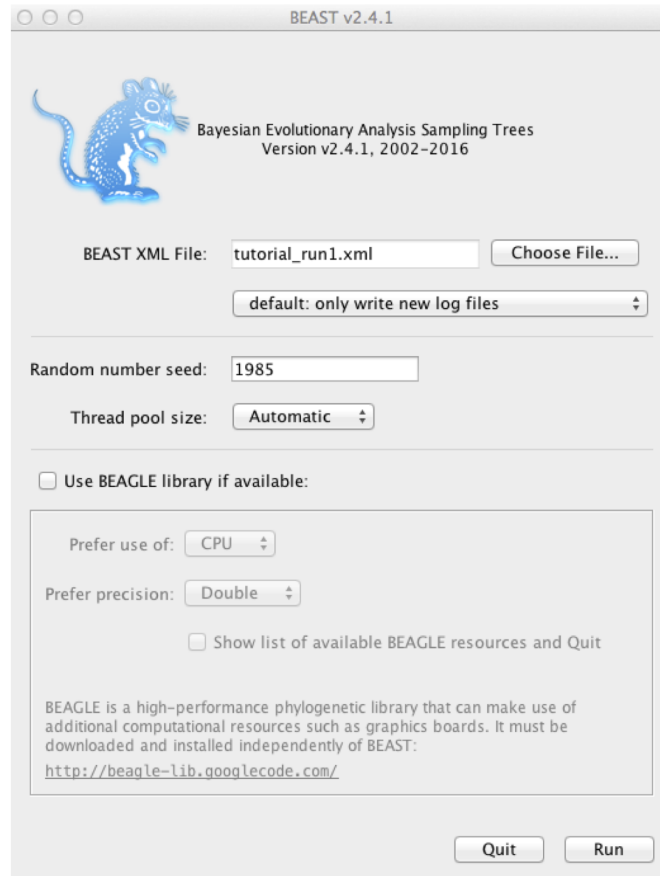 BEAST v2.4.1
Bayesian Evolutionary Analysis Sampling Trees
Version v2.4.1, 2002–2016
BEAST XML File: tutorial_run1.xml Choose File...
default: only write new log files
Random number seed: 1985
Thread pool size: Automatic
Use BEAGLE library if available:
Prefer use of: CPU
Prefer precision: Double
Show list of available BEAGLE resources and Quit
BEAGLE is a high-performance phylogenetic library that can make use of
additional computational resources such as graphics boards. It must be
downloaded and installed independently of BEAST:
http://beagle-lib.googlecode.com/
Quit Run